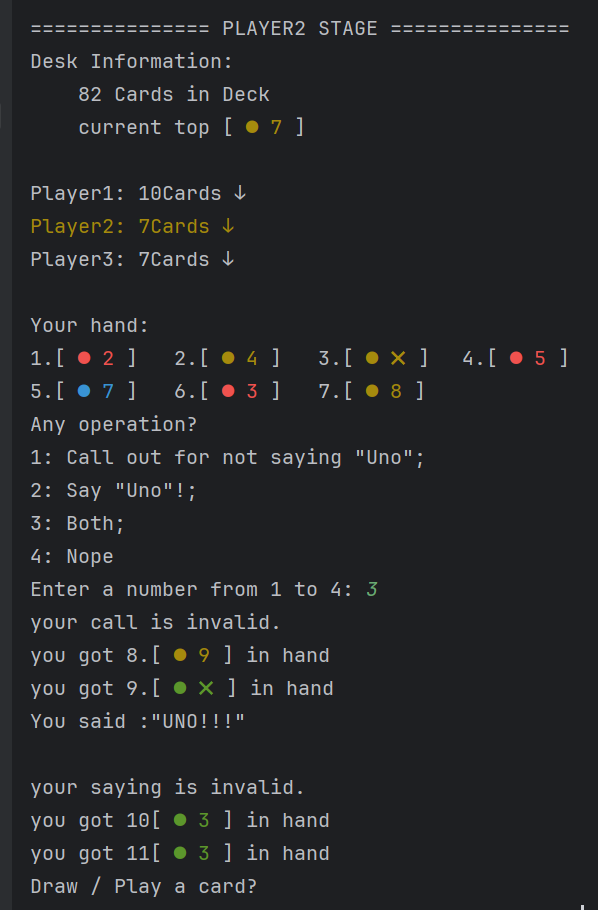 =============== PLAYER2 STAGE ===============
Desk Information:
82 Cards in Deck
current top [ ● 7 ]
Player1: 10Cards ↓
Player2: 7Cards ↓
Player3: 7Cards ↓
Your hand:
1.[ ● 2 ] 2.[ ● 4 ] 3.[ ● ✕ ] 4.[ ● 5 ]
5.[ ● 7 ] 6.[ ● 3 ] 7.[ ● 8 ]
Any operation?
1: Call out for not saying "Uno";
2: Say "Uno"!;
3: Both;
4: Nope
Enter a number from 1 to 4: 3
your call is invalid.
you got 8.[ ● 9 ] in hand
you got 9.[ ● ✕ ] in hand
You said :"UNO!!!"
your saying is invalid.
you got 10[ ● 3 ] in hand
you got 11[ ● 3 ] in hand
Draw / Play a card?